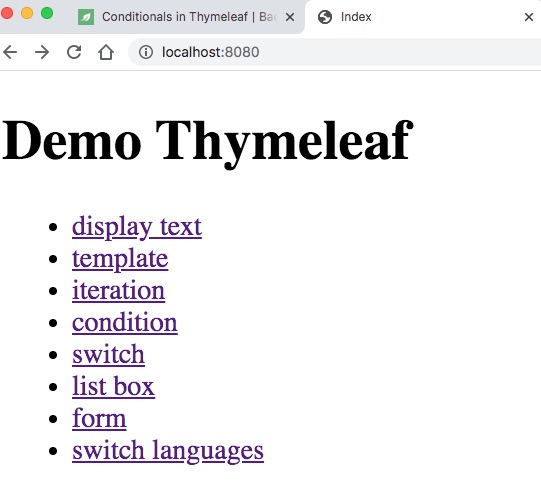 Conditionals in Thymeleaf | Bae
Index
localhost:8080
Demo Thymeleaf
display text
template
iteration
condition
switch
list box
form
switch languages